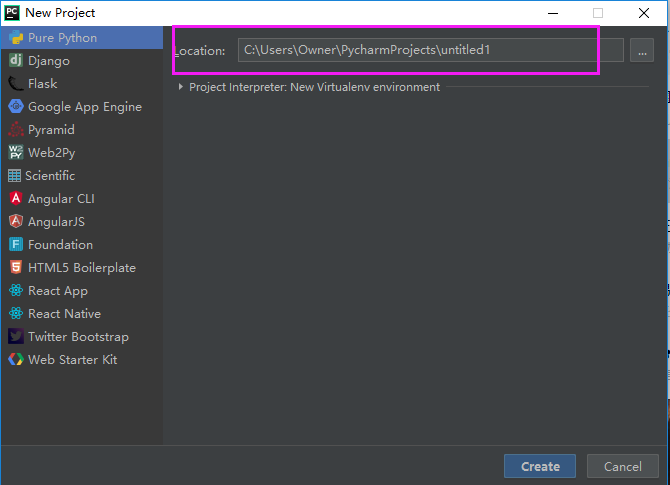 PC New Project
Pure Python
dj Django
Flask
Google App Engine
Pyramid
Web2Py
Scientific
Angular CLI
AngularJS
Foundation
HTML5 Boilerplate
React App
React Native
Twitter Bootstrap
Web Starter Kit
Location: C:\Users\Owner\PycharmProjects\untitled1 ...
Project Interpreter: New Virtualenv environment
Create Cancel